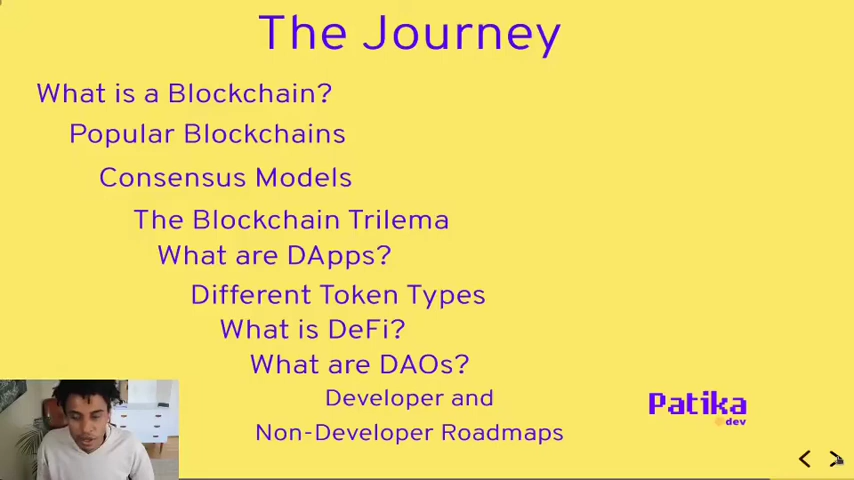 The Journey
What is a Blockchain?
Popular Blockchains
Consensus Models
The Blockchain Trilema
What are DApps?
Different Token Types
What is DeFi?
What are DAOs?
Developer and
Non-Developer Roadmaps
Patika
dev